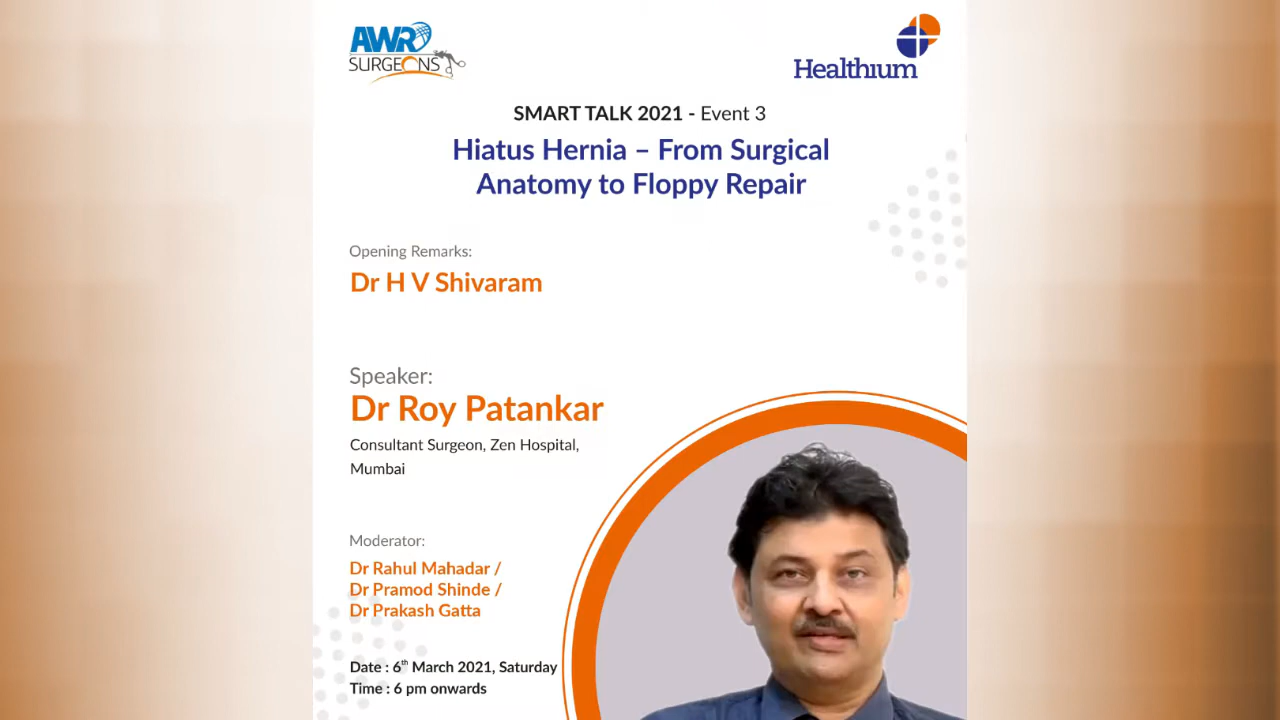 AWR
SURGEONS
Healthium
SMART TALK 2021 - Event 3
Hiatus Hernia – From Surgical
Anatomy to Floppy Repair
Opening Remarks:
Dr H V Shivaram
Speaker:
Dr Roy Patankar
Consultant Surgeon, Zen Hospital,
Mumbai
Moderator:
Dr Rahul Mahadar /
Dr Pramod Shinde /
Dr Prakash Gatta
Date : 6th March 2021, Saturday
Time : 6 pm onwards